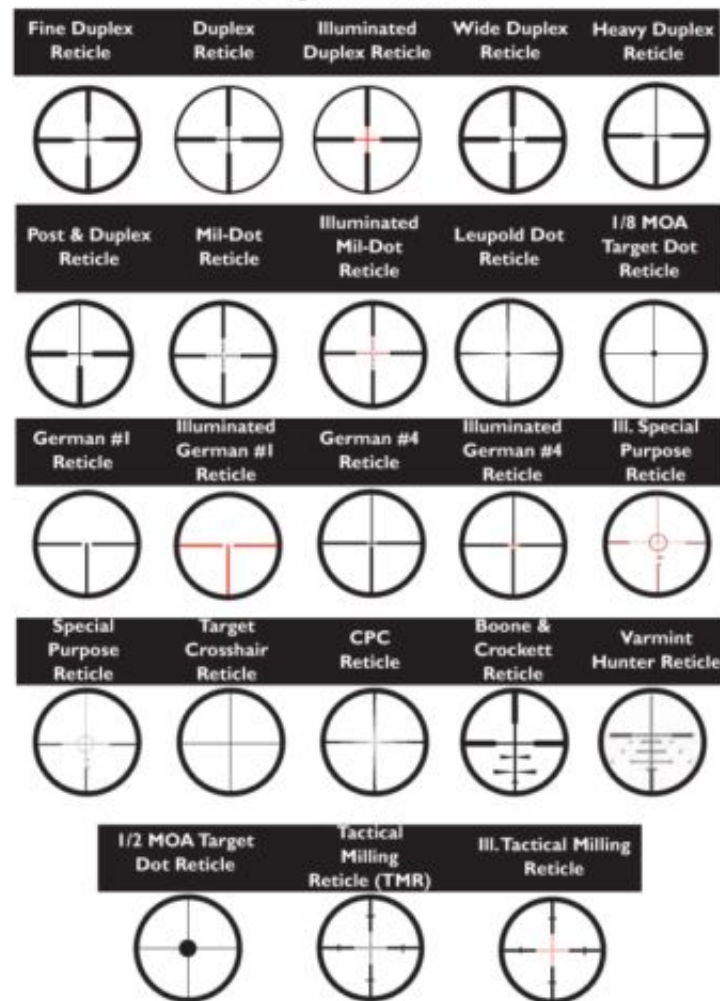 Fine Duplex
Reticle
Duplex
Reticle
Illuminated
Duplex Reticle
Wide Duplex
Reticle
Heavy Duplex
Reticle
Post & Duplex
Reticle
Mil-Dot
Reticle
Illuminated
Mil-Dot
Reticle
Leupold Dot
Reticle
1/8 MOA
Target Dot
Reticle
German #1
Reticle
Illuminated
German #1
Reticle
German #4
Reticle
Illuminated
German #4
Reticle
Ill. Special
Purpose
Reticle
Special
Purpose
Reticle
Target
Crosshair
Reticle
CPC
Reticle
Boone &
Crockett
Reticle
Varmint
Hunter Reticle
1/2 MOA Target
Dot Reticle
Tactical
Milling
Reticle (TMR)
Ill. Tactical Milling
Reticle